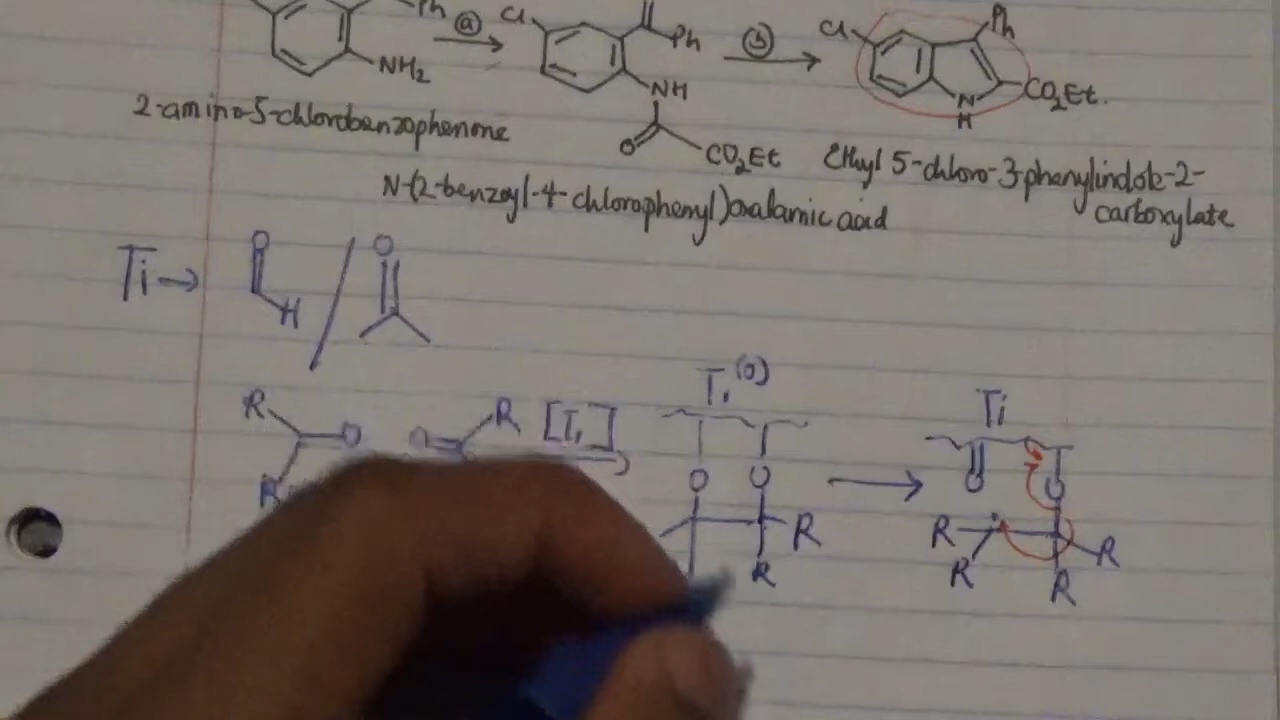 Ph ⓐ Cl Ph ⓑ Cl Ph
NH₂ NH N H CO₂Et.
O CO₂Et
2-amino-5-chlorobenzophenone
N-(2-benzoyl-4-chlorophenyl)oxalamic acid
Ethyl 5-chloro-3-phenylindole-2-
carboxylate
Ti → O H / O
R O O R [Ti] Ti⁽⁰⁾ Ti
R O O O O
R R R R
R R